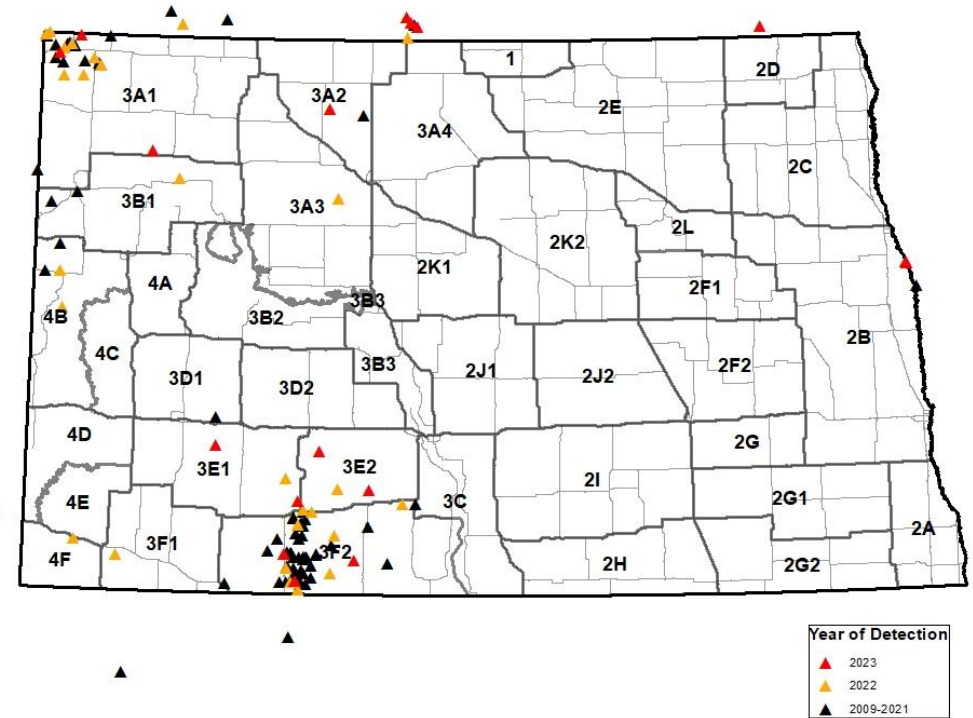 1
2D
3A1
3A2
2E
3A4
2C
3B1
3A3
2L
2K2
2K1
4A
2F1
3B3
4B
3B2
2B
4C
3B3
2F2
2J1
2J2
3D1
3D2
4D
2G
3E1
3E2
2I
4E
3C
2G1
2A
3F1
3F2
4F
2H
2G2
Year of Detection
2023
2022
2009-2021